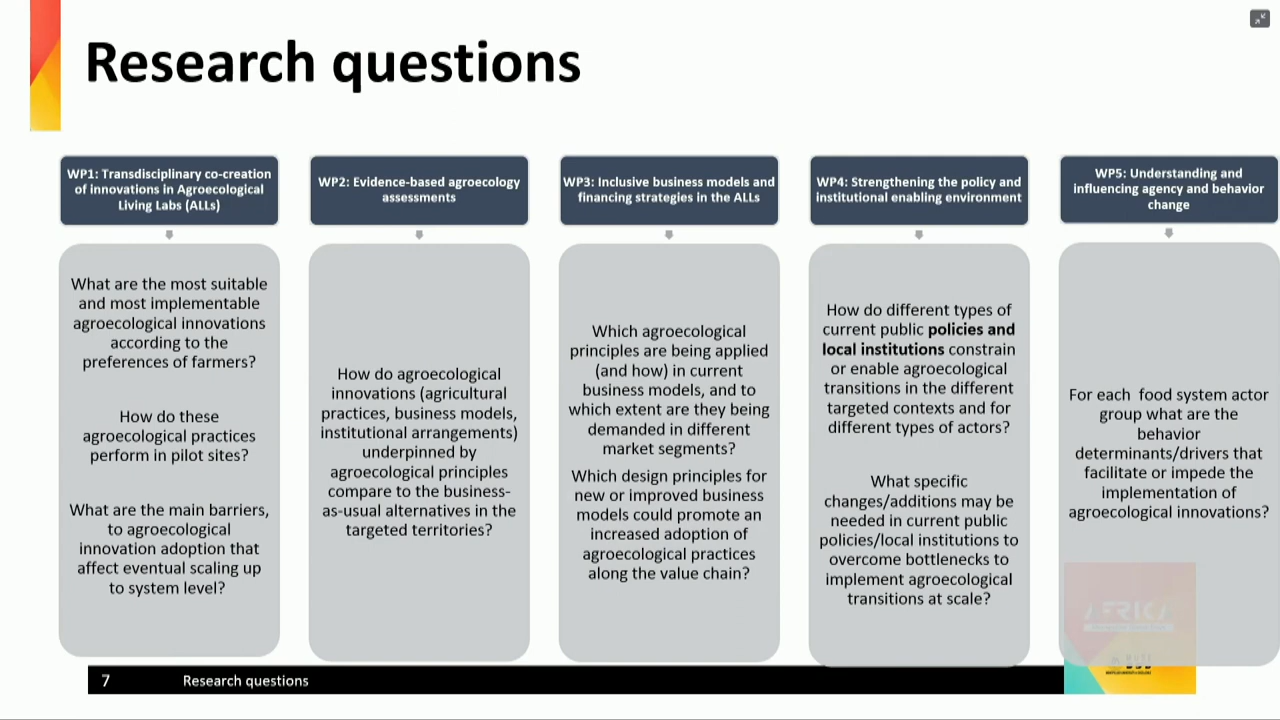 Research questions
WP1: Transdisciplinary co-creation
of innovations in Agroecological
Living Labs (ALLs)
What are the most suitable
and most implementable
agroecological innovations
according to the
preferences of farmers?
How do these
agroecological practices
perform in pilot sites?
What are the main barriers,
to agroecological
innovation adoption that
affect eventual scaling up
to system level?
WP2: Evidence-based agroecology
assessments
How do agroecological
innovations (agricultural
practices, business models,
institutional arrangements)
underpinned by
agroecological principles
compare to the business-
as-usual alternatives in the
targeted territories?
WP3: Inclusive business models and
financing strategies in the ALLs
Which agroecological
principles are being applied
(and how) in current
business models, and to
which extent are they being
demanded in different
market segments?
Which design principles for
new or improved business
models could promote an
increased adoption of
agroecological practices
along the value chain?
WP4: Strengthening the policy and
institutional enabling environment
How do different types of
current public policies and
local institutions constrain
or enable agroecological
transitions in the different
targeted contexts and for
different types of actors?
What specific
changes/additions may be
needed in current public
policies/local institutions to
overcome bottlenecks to
implement agroecological
transitions at scale?
WP5: Understanding and
influencing agency and behavior
change
For each food system actor
group what are the
behavior
determinants/drivers that
facilitate or impede the
implementation of
agroecological innovations?
AFRIKA
7 Research questions